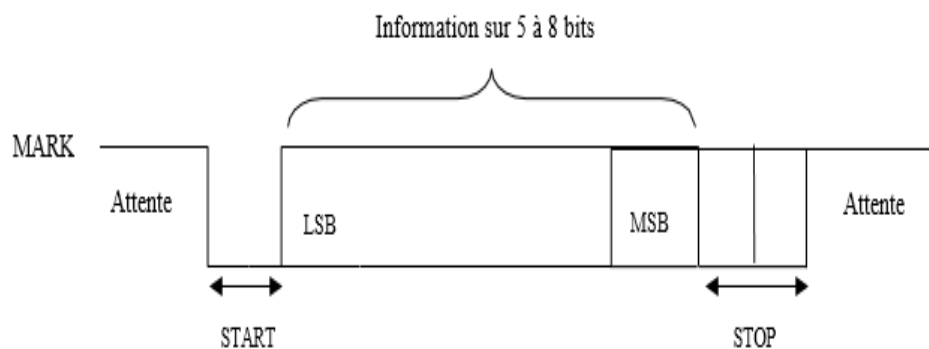 Information sur 5 à 8 bits
MARK
Attente
LSB
MSB
Attente
START
STOP